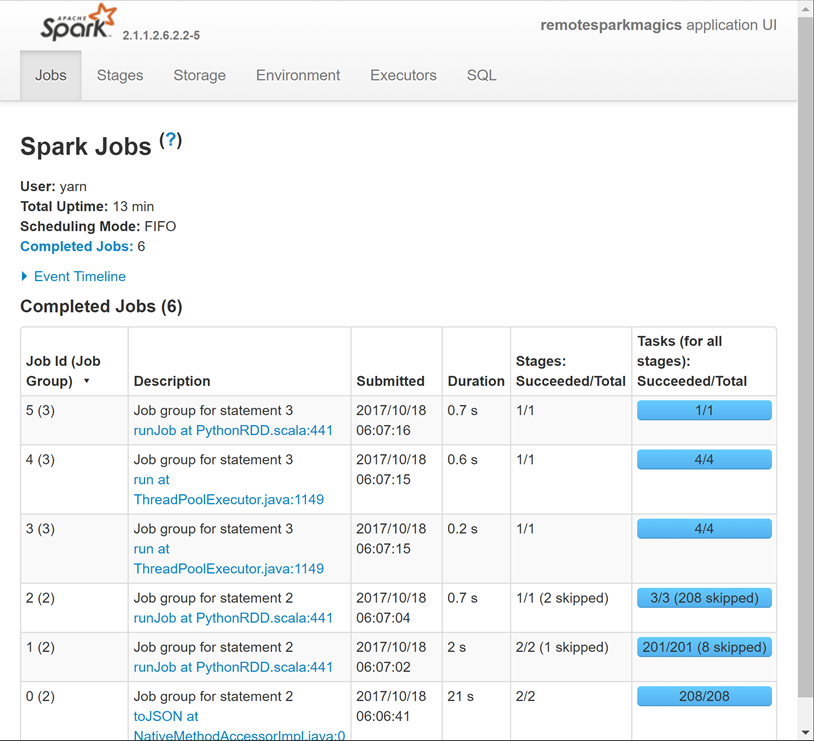 APACHE
Spark 2.1.1.2.6.2.2-5
remotesparkmagics application UI
Jobs Stages Storage Environment Executors SQL
Spark Jobs (?)
User: yarn
Total Uptime: 13 min
Scheduling Mode: FIFO
Completed Jobs: 6
Event Timeline
Completed Jobs (6)
Job Id (Job
Group) ▾
Description
Submitted
Duration
Stages:
Succeeded/Total
Tasks (for all
stages):
Succeeded/Total
5 (3)
Job group for statement 3
runJob at PythonRDD.scala:441
2017/10/18
06:07:16
0.7 s
1/1
1/1
4 (3)
Job group for statement 3
run at
ThreadPoolExecutor.java:1149
2017/10/18
06:07:15
0.6 s
1/1
4/4
3 (3)
Job group for statement 3
run at
ThreadPoolExecutor.java:1149
2017/10/18
06:07:15
0.2 s
1/1
4/4
2 (2)
Job group for statement 2
runJob at PythonRDD.scala:441
2017/10/18
06:07:04
0.7 s
1/1 (2 skipped)
3/3 (208 skipped)
1 (2)
Job group for statement 2
runJob at PythonRDD.scala:441
2017/10/18
06:07:02
2 s
2/2 (1 skipped)
201/201 (8 skipped)
0 (2)
Job group for statement 2
toJSON at
NativeMethodAccessorImpl.java:0
2017/10/18
06:06:41
21 s
2/2
208/208